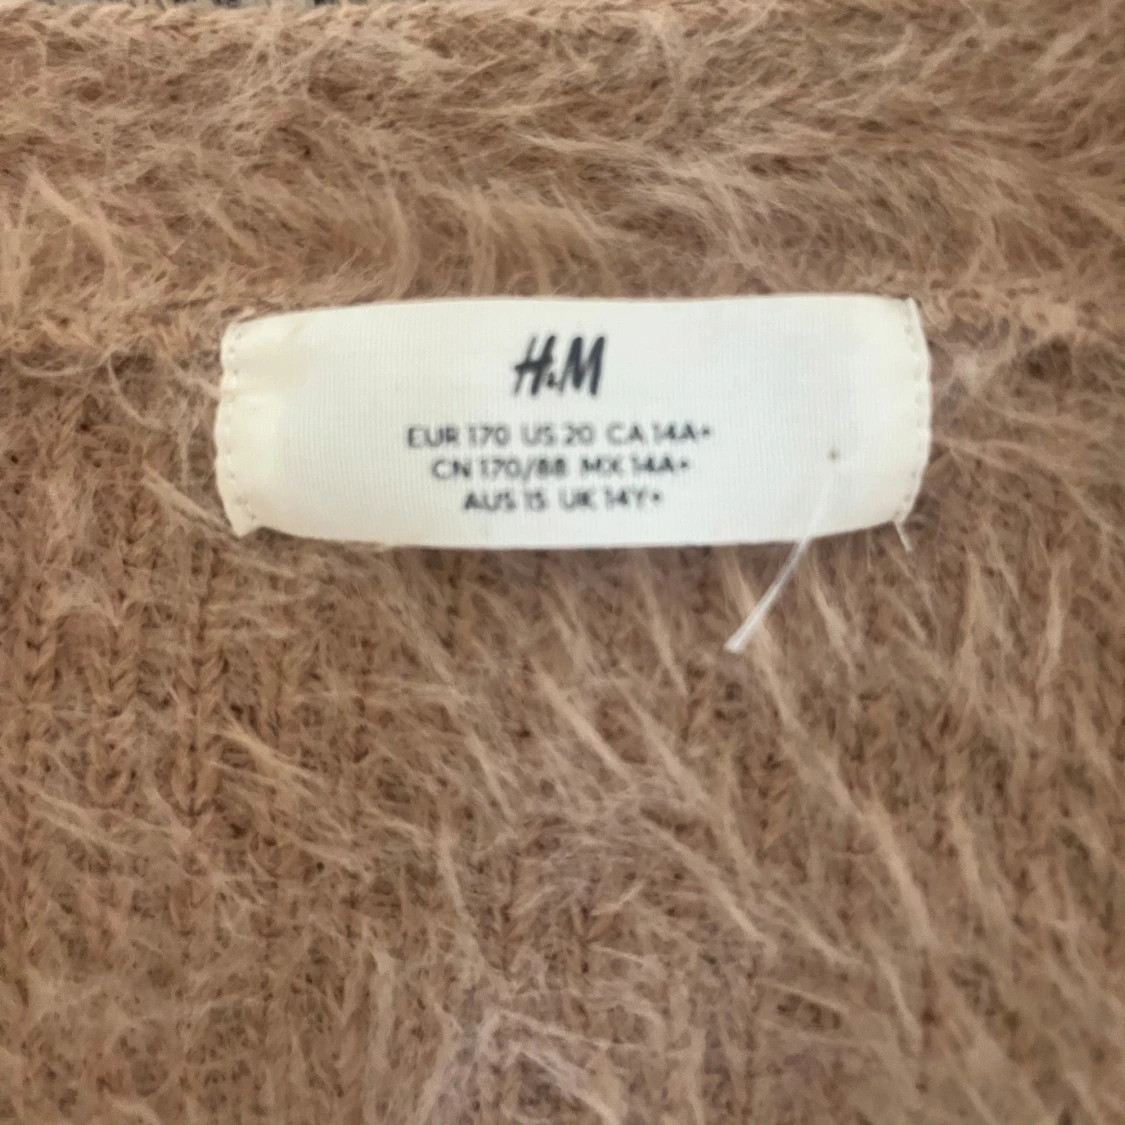 H&M
EUR 170 US 20 CA 14A+
CN 170/88 MX 14A+
AUS 15 UK 14Y+